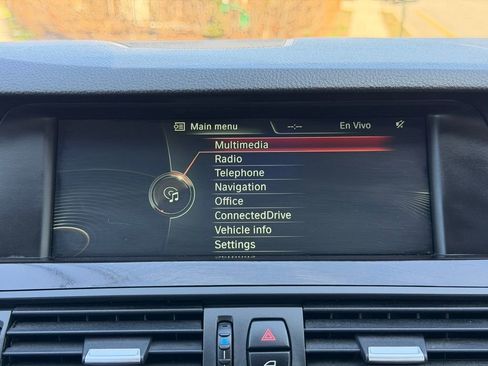 Main menu --:-- En Vivo
Multimedia
Radio
Telephone
Navigation
Office
ConnectedDrive
Vehicle info
Settings